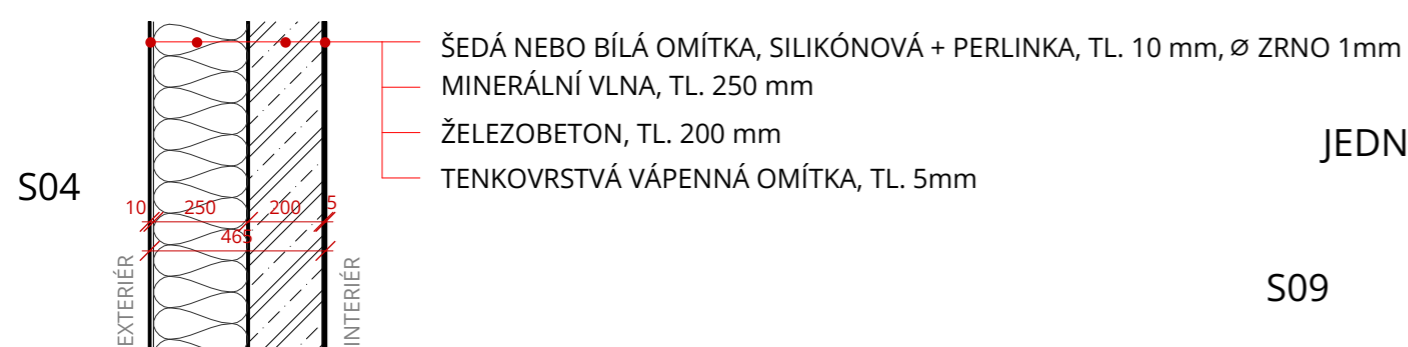 ŠEDÁ NEBO BÍLÁ OMÍTKA, SILIKÓNOVÁ + PERLINKA, TL. 10 mm, Ø ZRNO 1mm
MINERÁLNÍ VLNA, TL. 250 mm
ŽELEZOBETON, TL. 200 mm
TENKOVRSTVÁ VÁPENNÁ OMÍTKA, TL. 5mm
JEDN
S04
10 250 200 5
465
EXTERIÉR
INTERIÉR
S09